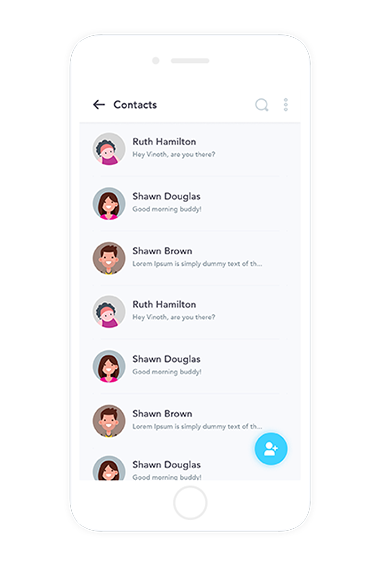 Contacts
Ruth Hamilton
Hey Vinoth, are you there?
Shawn Douglas
Good morning buddy!
Shawn Brown
Lorem Ipsum is simply dummy text of th...
Ruth Hamilton
Hey Vinoth, are you there?
Shawn Douglas
Good morning buddy!
Shawn Brown
Lorem Ipsum is simply dummy text of th...
Shawn Douglas
Good morning buddy!